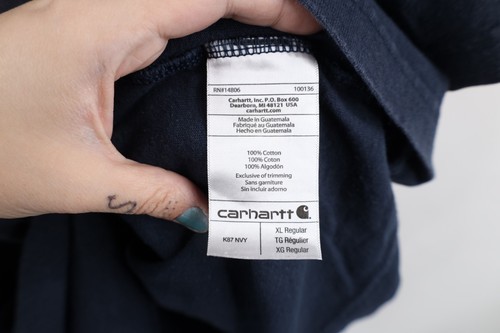 RN#14806 100136
Carhartt, Inc. P.O. Box 600
Dearborn, MI 48121 USA
carhartt.com
Made in Guatemala
Fabriqué au Guatemala
Hecho en Guatemala
100% Cotton
100% Coton
100% Algodón
Exclusive of trimming
Sans garniture
Sin incluir adorno
carhartt
K87 NVY
XL Regular
TG Régulier
XG Regular